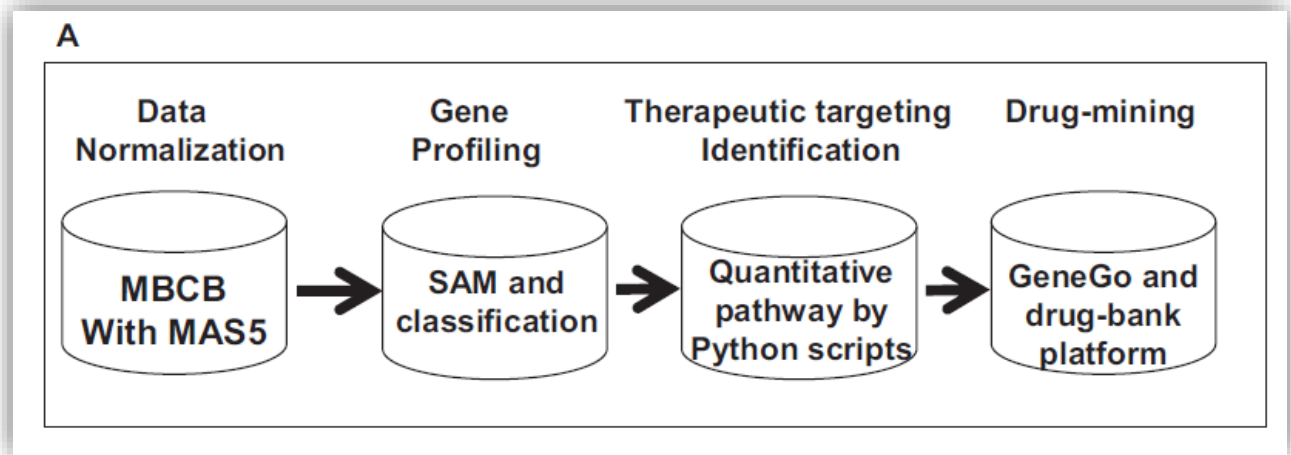 A
Data
Normalization
Gene
Profiling
Therapeutic targeting
Identification
Drug-mining
MBCB
With MAS5
SAM and
classification
Quantitative
pathway by
Python scripts
GeneGo and
drug-bank
platform